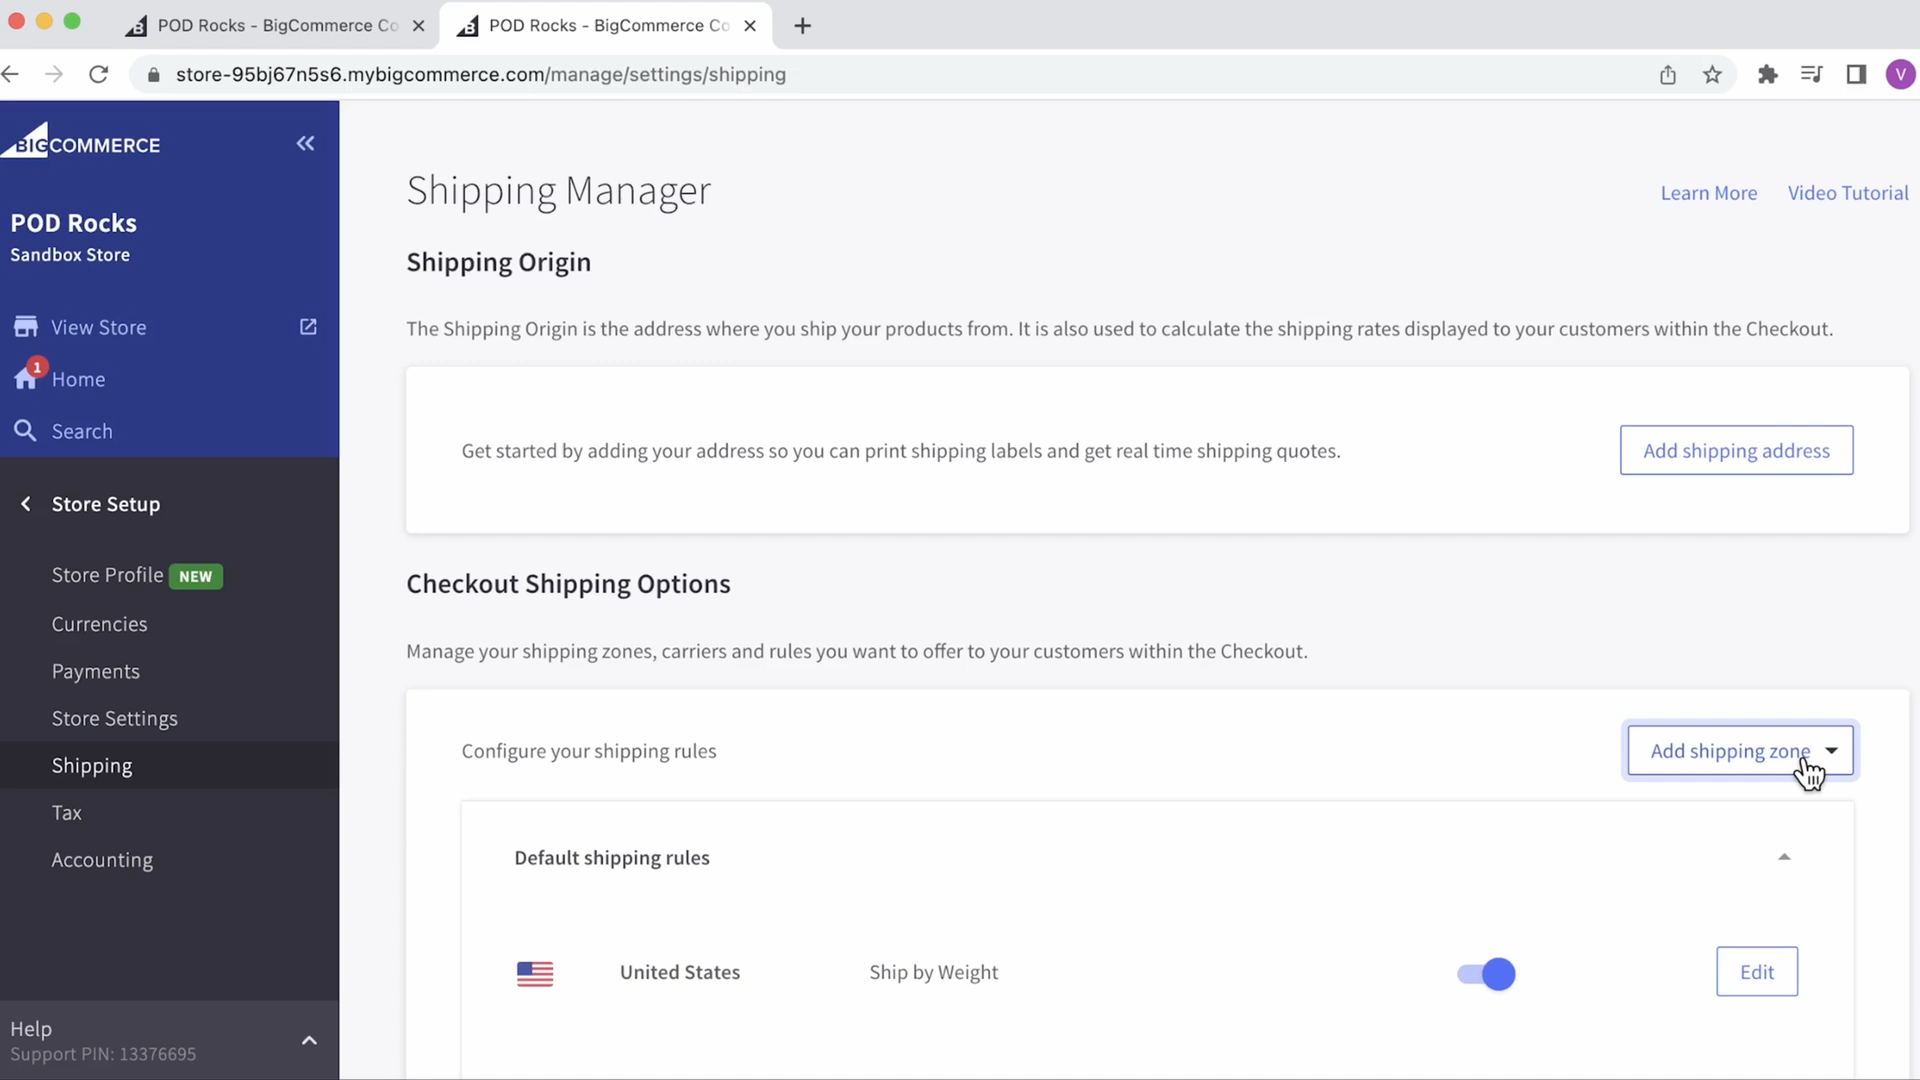 POD Rocks - BigCommerce Co
POD Rocks - BigCommerce Co
store-95bj67n5s6.mybigcommerce.com/manage/settings/shipping
V
BIGCOMMERCE
POD Rocks
Sandbox Store
View Store
1
Home
Search
Store Setup
Store Profile NEW
Currencies
Payments
Store Settings
Shipping
Tax
Accounting
Help
Support PIN: 13376695
Shipping Manager
Learn More
Video Tutorial
Shipping Origin
The Shipping Origin is the address where you ship your products from. It is also used to calculate the shipping rates displayed to your customers within the Checkout.
Get started by adding your address so you can print shipping labels and get real time shipping quotes.
Add shipping address
Checkout Shipping Options
Manage your shipping zones, carriers and rules you want to offer to your customers within the Checkout.
Configure your shipping rules
Add shipping zone
Default shipping rules
United States
Ship by Weight
Edit